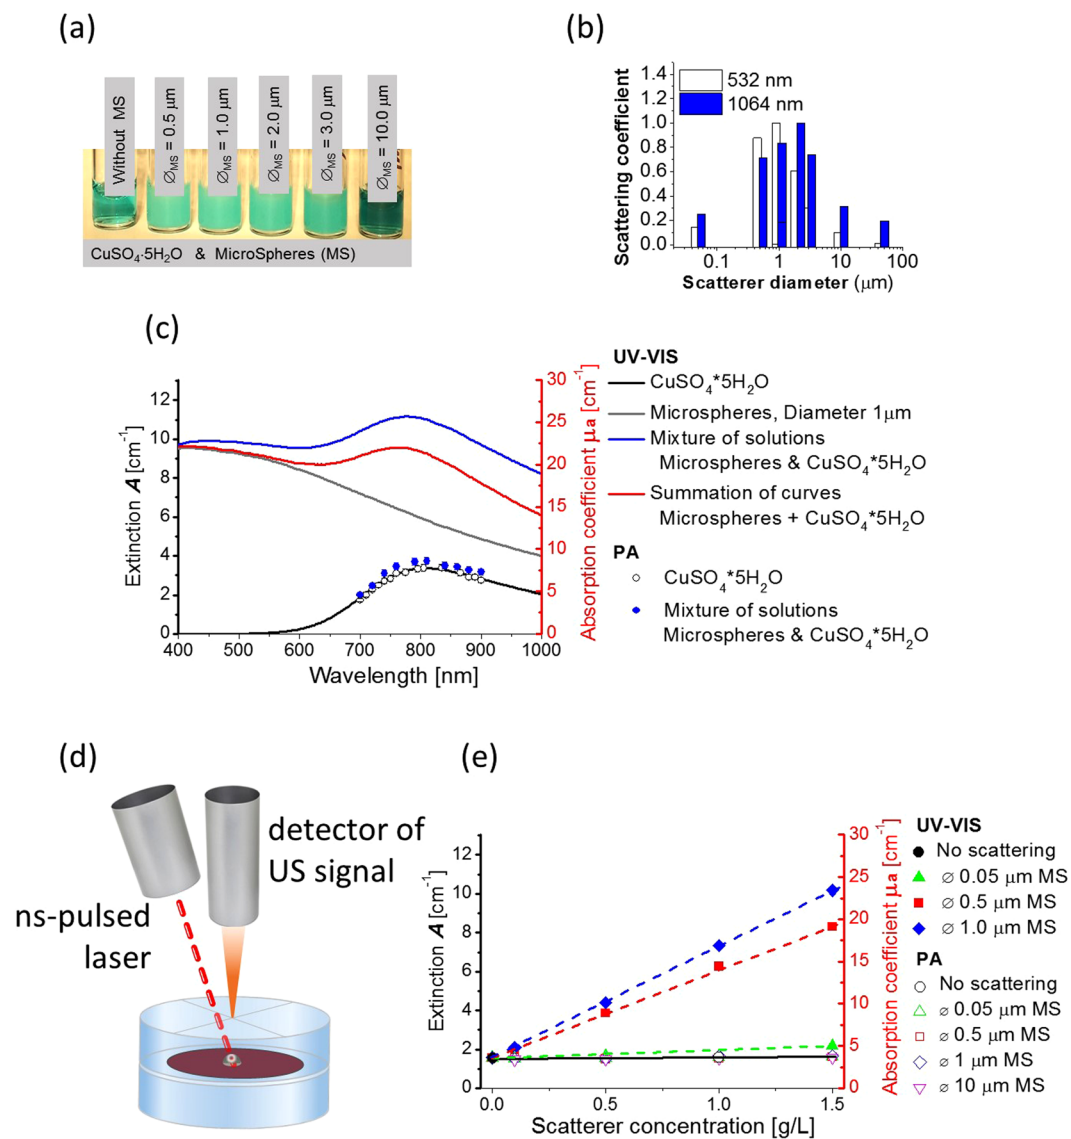 (a)
Without MS
∅MS = 0.5 µm
∅MS = 1.0 µm
∅MS = 2.0 µm
∅MS = 3.0 µm
∅MS = 10.0 µm
CuSO4·5H2O & MicroSpheres (MS)
(b)
Scattering coefficient
1.4
1.2
1.0
0.8
0.6
0.4
0.2
0.0
532 nm
1064 nm
0.1 1 10 100
Scatterer diameter (µm)
(c)
Extinction A [cm-1]
12
10
8
6
4
2
0
400 500 600 700 800 900 1000
Wavelength [nm]
30
25
20
15
10
5
0
Absorption coefficient µa [cm-1]
UV-VIS
CuSO4*5H2O
Microspheres, Diameter 1µm
Mixture of solutions
Microspheres & CuSO4*5H2O
Summation of curves
Microspheres + CuSO4*5H2O
PA
CuSO4*5H2O
Mixture of solutions
Microspheres & CuSO4*5H2O
(d)
detector of
US signal
ns-pulsed
laser
(e)
Extinction A [cm-1]
12
10
8
6
4
2
0
0.0 0.5 1.0 1.5
Scatterer concentration [g/L]
30
25
20
15
10
5
0
Absorption coefficient µa [cm-1]
UV-VIS
No scattering
⌀ 0.05 µm MS
⌀ 0.5 µm MS
⌀ 1.0 µm MS
PA
No scattering
⌀ 0.05 µm MS
⌀ 0.5 µm MS
⌀ 1 µm MS
⌀ 10 µm MS